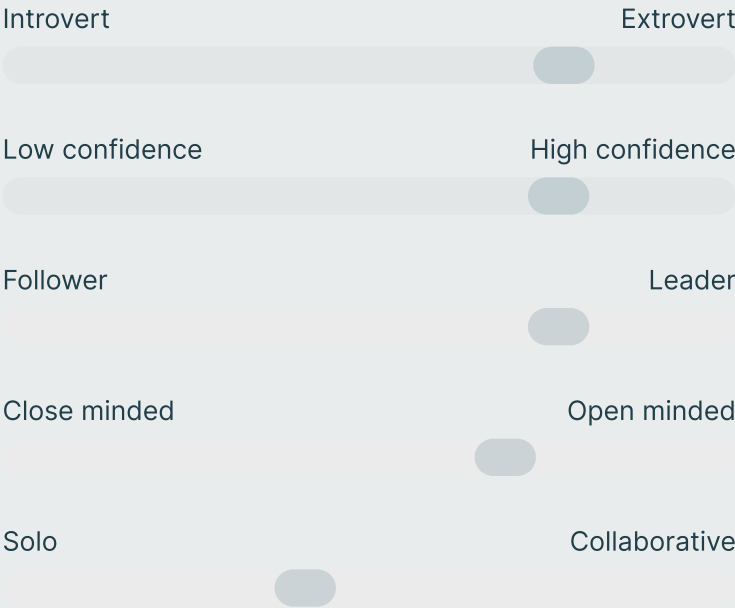 Introvert Extrovert
Low confidence High confidence
Follower Leader
Close minded Open minded
Solo Collaborative